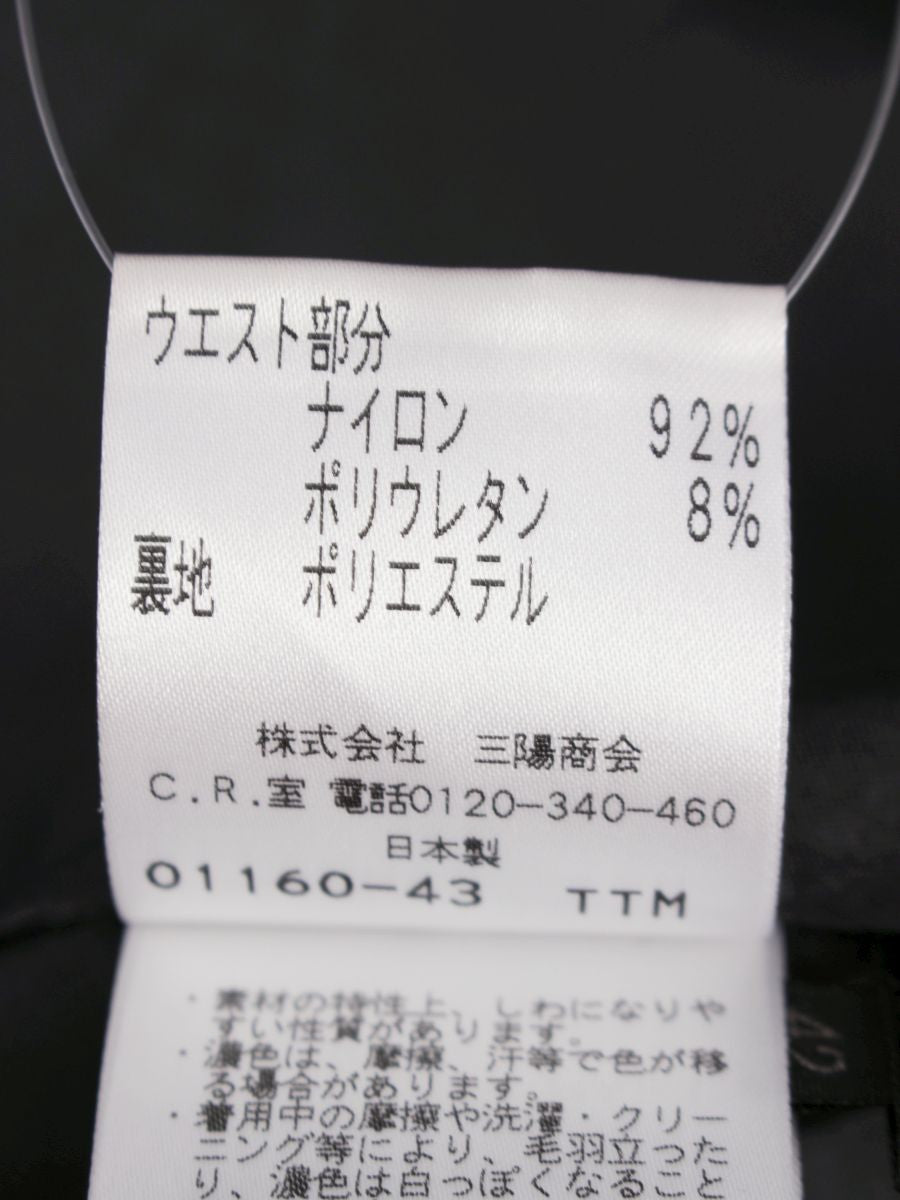 ウエスト部分
ナイロン 92%
ポリウレタン 8%
裏地 ポリエステル
株式会社 三陽商会
C.R.室 電話0120-340-460
日本製
01160-43 TTM
・素材の特性上、しわになりや
すい性質があります。
・濃色は、摩擦、汗等で色が移
る場合があります。
・着用中の摩擦や洗濯・クリー
ニング等により、毛羽立った
り、濃色は白っぽくなること
42